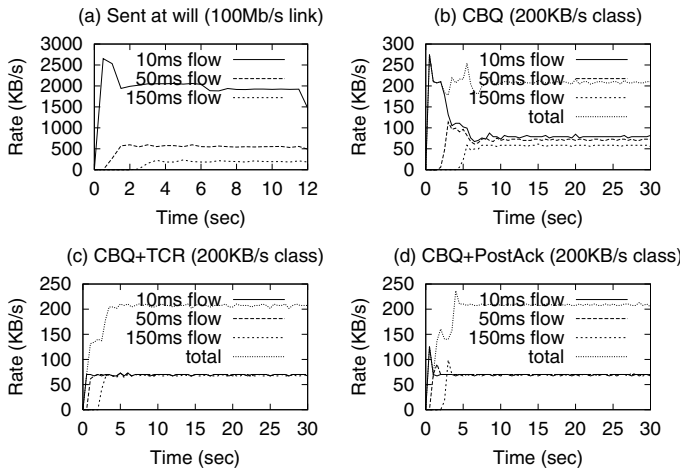 (a) Sent at will (100Mb/s link)
3000
2500
2000
1500
1000
500
0
Rate (KB/s)
10ms flow
50ms flow
150ms flow
0 2 4 6 8 10 12
Time (sec)
(b) CBQ (200KB/s class)
300
250
200
150
100
50
0
Rate (KB/s)
10ms flow
50ms flow
150ms flow
total
0 5 10 15 20 25 30
Time (sec)
(c) CBQ+TCR (200KB/s class)
250
200
150
100
50
0
Rate (KB/s)
10ms flow
50ms flow
150ms flow
total
0 5 10 15 20 25 30
Time (sec)
(d) CBQ+PostAck (200KB/s class)
250
200
150
100
50
0
Rate (KB/s)
10ms flow
50ms flow
150ms flow
total
0 5 10 15 20 25 30
Time (sec)